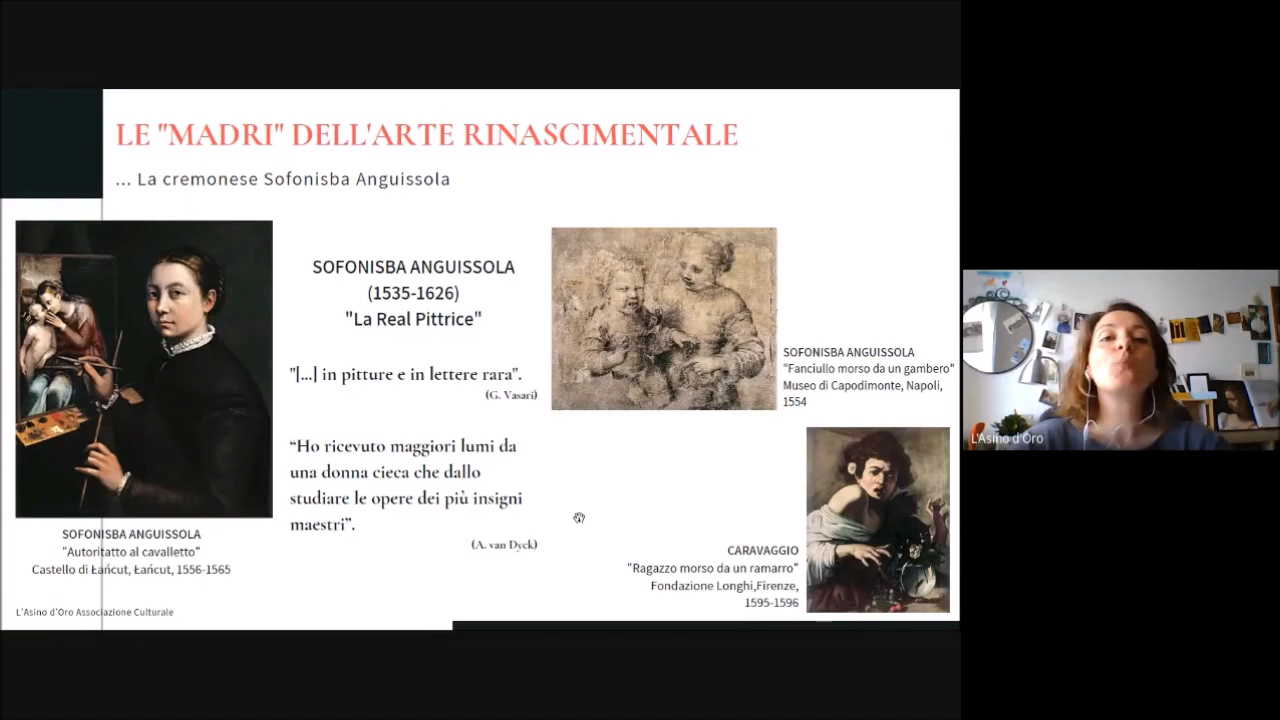 LE "MADRI" DELL'ARTE RINASCIMENTALE
... La cremonese Sofonisba Anguissola
SOFONISBA ANGUISSOLA
(1535-1626)
"La Real Pittrice"
"[...] in pitture e in lettere rara".
(G. Vasari)
“Ho ricevuto maggiori lumi da
una donna cieca che dallo
studiare le opere dei più insigni
maestri”.
(A. van Dyck)
SOFONISBA ANGUISSOLA
"Autoritatto al cavalletto"
Castello di Łańcut, Łańcut, 1556-1565
L'Asino d'Oro Associazione Culturale
SOFONISBA ANGUISSOLA
"Fanciullo morso da un gambero"
Museo di Capodimonte, Napoli,
1554
CARAVAGGIO
"Ragazzo morso da un ramarro"
Fondazione Longhi,Firenze,
1595-1596
L'Asino d'Oro